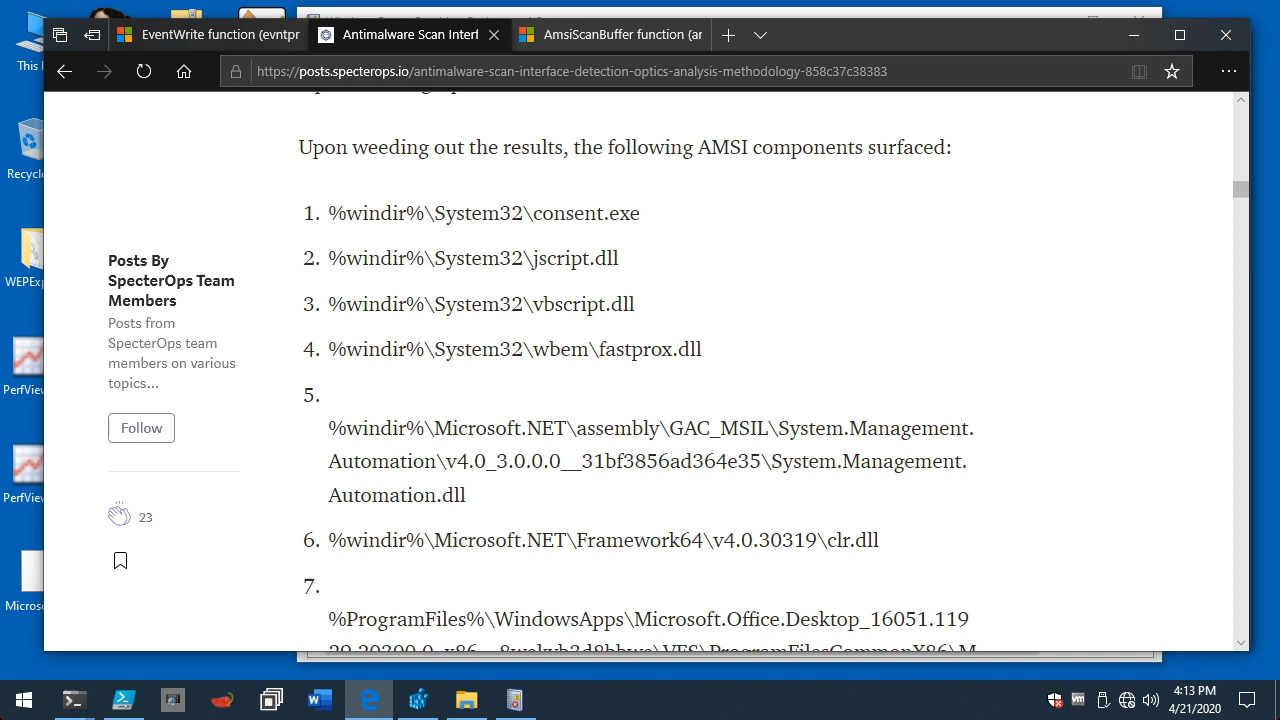 EventWrite function (evntpr
Antimalware Scan Interf
AmsiScanBuffer function (ar
https://posts.specterops.io/antimalware-scan-interface-detection-optics-analysis-methodology-858c37c38383
Upon weeding out the results, the following AMSI components surfaced:
1. %windir%\System32\consent.exe
2. %windir%\System32\jscript.dll
3. %windir%\System32\vbscript.dll
4. %windir%\System32\wbem\fastprox.dll
5.
%windir%\Microsoft.NET\assembly\GAC_MSIL\System.Management.
Automation\v4.0_3.0.0.0__31bf3856ad364e35\System.Management.
Automation.dll
6. %windir%\Microsoft.NET\Framework64\v4.0.30319\clr.dll
7.
%ProgramFiles%\WindowsApps\Microsoft.Office.Desktop_16051.119
Posts By
SpecterOps Team
Members
Posts from
SpecterOps team
members on various
topics...
Follow
23
This
Recycl
WEPExp
PerfView
PerfView
Microso
4:13 PM
4/21/2020